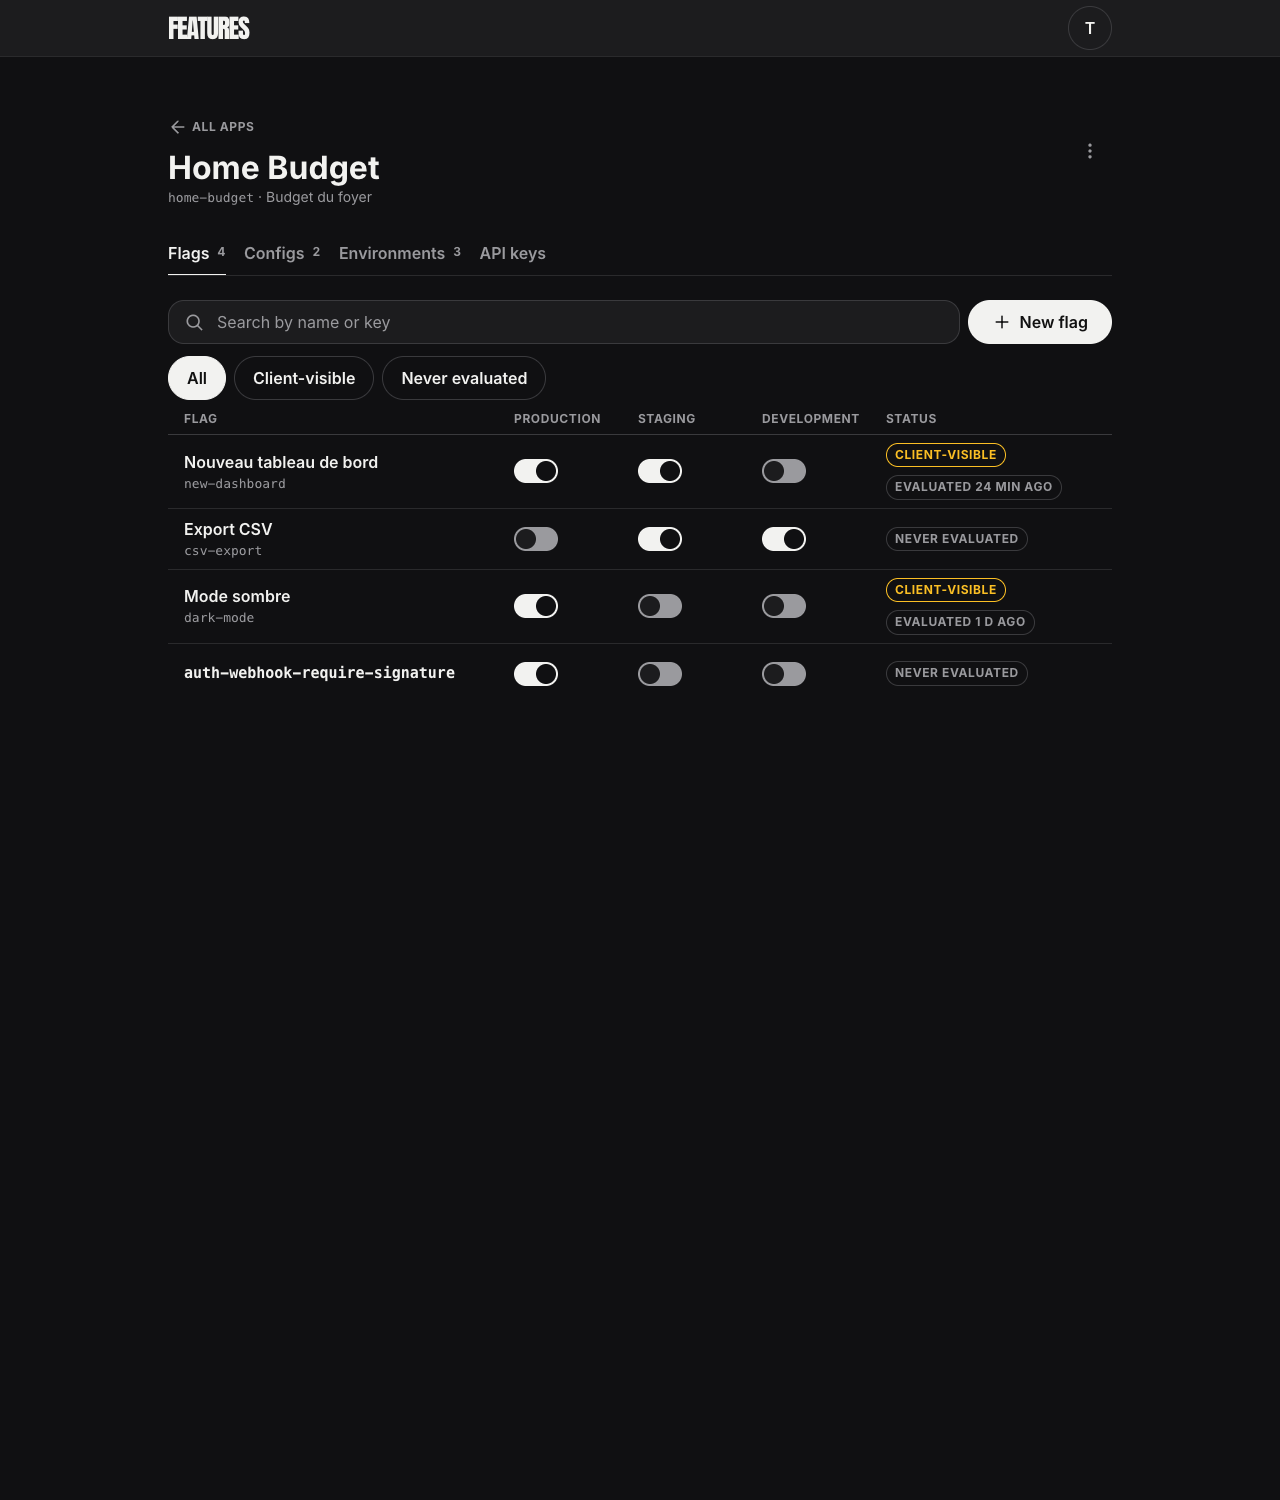 FEATURES
T
ALL APPS
Home Budget
home-budget · Budget du foyer
Flags 4 Configs 2 Environments 3 API keys
Search by name or key
New flag
All Client-visible Never evaluated
FLAG PRODUCTION STAGING DEVELOPMENT STATUS
Nouveau tableau de bord
new-dashboard
CLIENT-VISIBLE
EVALUATED 24 MIN AGO
Export CSV
csv-export
NEVER EVALUATED
Mode sombre
dark-mode
CLIENT-VISIBLE
EVALUATED 1 D AGO
auth-webhook-require-signature
NEVER EVALUATED